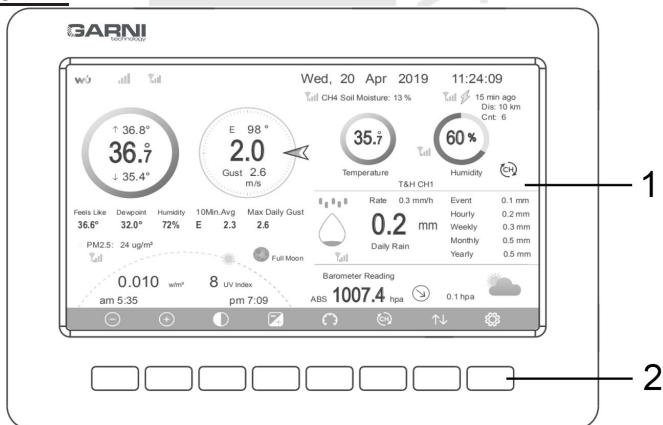 GARNI
technology
Wed, 20 Apr 2019 11:24:09
CH4 Soil Moisture: 13 %
15 min ago
Dis: 10 km
Cnt: 6
↑ 36.8°
36.7°
↓ 35.4°
E 98 °
2.0
Gust 2.6
m/s
35.7°
Temperature
60 %
Humidity
CH
T&H CH1
1
Feels Like Dewpoint Humidity 10Min.Avg Max Daily Gust
36.6° 32.0° 72% E 2.3 2.6
PM2.5: 24 ug/m³
Full Moon
0.010 w/m² 8 UV Index
am 5:35 pm 7:09
Rate 0.3 mm/h
0.2 mm
Daily Rain
Event 0.1 mm
Hourly 0.2 mm
Weekly 0.3 mm
Monthly 0.5 mm
Yearly 0.5 mm
Barometer Reading
ABS 1007.4 hpa 0.1 hpa
CH
2